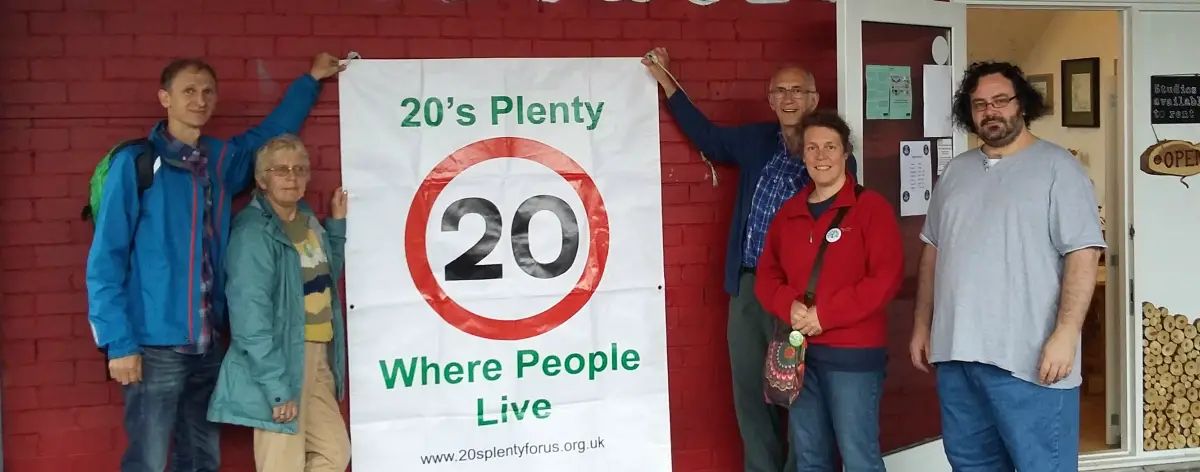 20's Plenty
20
Where People
Live
www.20splentyforus.org.uk
Studios
available
to rent
OPEN